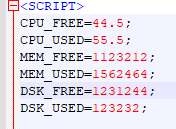 <SCRIPT>
CPU_FREE=44.5;
CPU_USED=55.5;
MEM_FREE=1123212;
MEM_USED=1562464;
DSK_FREE=1231244;
DSK_USED=123232;